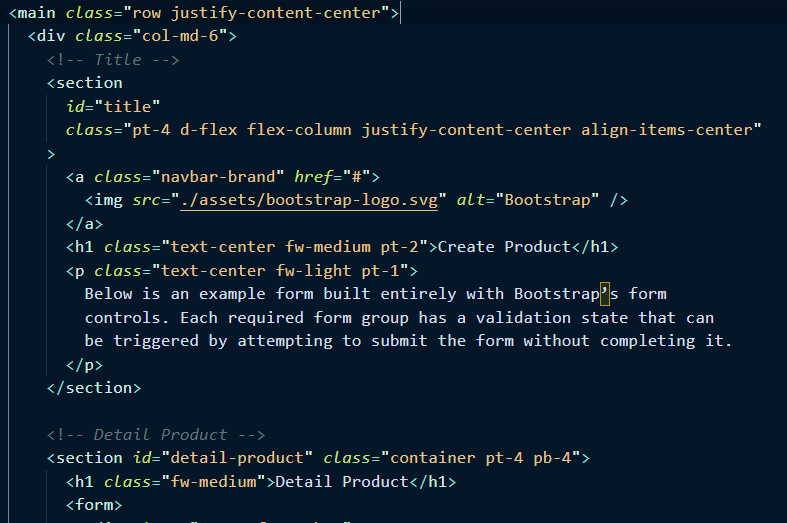 <main class="row justify-content-center">
<div class="col-md-6">
<!-- Title -->
<section
id="title"
class="pt-4 d-flex flex-column justify-content-center align-items-center"
>
<a class="navbar-brand" href="#">
<img src="./assets/bootstrap-logo.svg" alt="Bootstrap" />
</a>
<h1 class="text-center fw-medium pt-2">Create Product</h1>
<p class="text-center fw-light pt-1">
Below is an example form built entirely with Bootstrap’s form
controls. Each required form group has a validation state that can
be triggered by attempting to submit the form without completing it.
</p>
</section>
<!-- Detail Product -->
<section id="detail-product" class="container pt-4 pb-4">
<h1 class="fw-medium">Detail Product</h1>
<form>